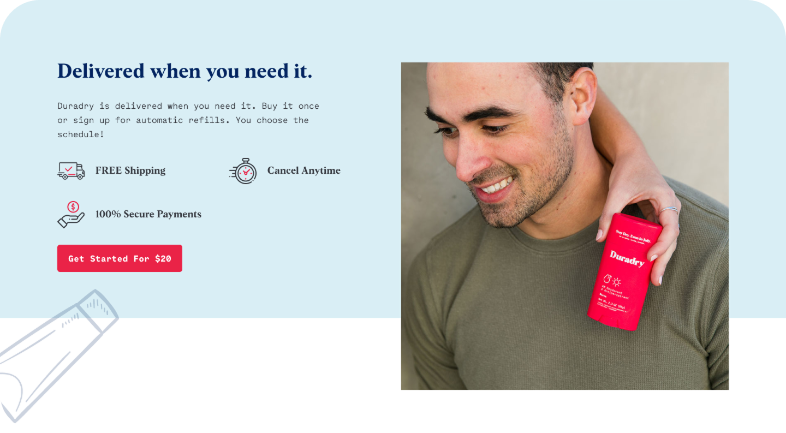 Delivered when you need it.
Duradry is delivered when you need it. Buy it once
or sign up for automatic refills. You choose the
schedule!
FREE Shipping
Cancel Anytime
100% Secure Payments
Get Started For $20
Duradry